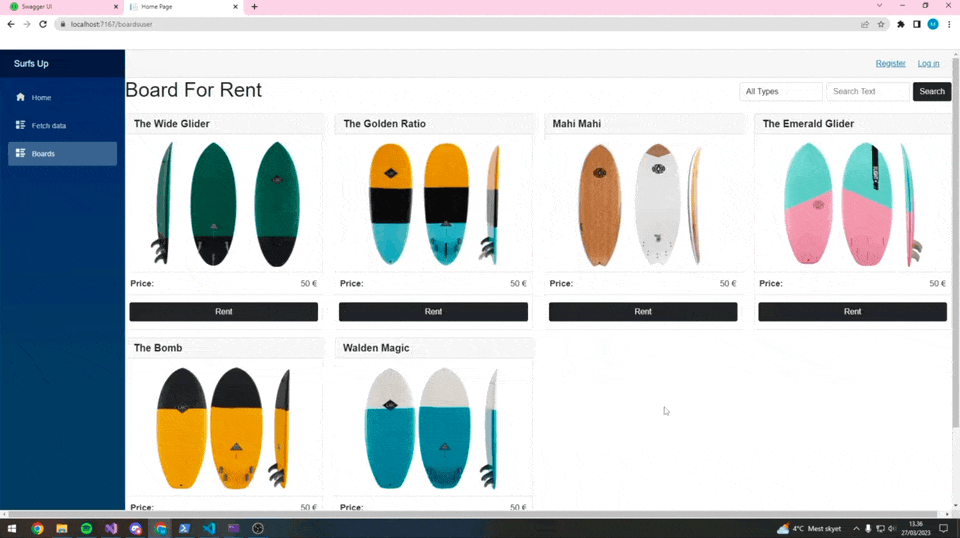 Swagger UI
Home Page
localhost:7167/boardsuser
Surfs Up
Register
Log in
Home
Fetch data
Boards
Board For Rent
All Types
Search Text
Search
The Wide Glider
The Golden Ratio
Mahi Mahi
The Emerald Glider
Price: 50 €
Price: 50 €
Price: 50 €
Price: 50 €
Rent
Rent
Rent
Rent
The Bomb
Walden Magic
Price: 50 €
Price: 50 €
4°C Mest skyet
13.36
27/03/2023